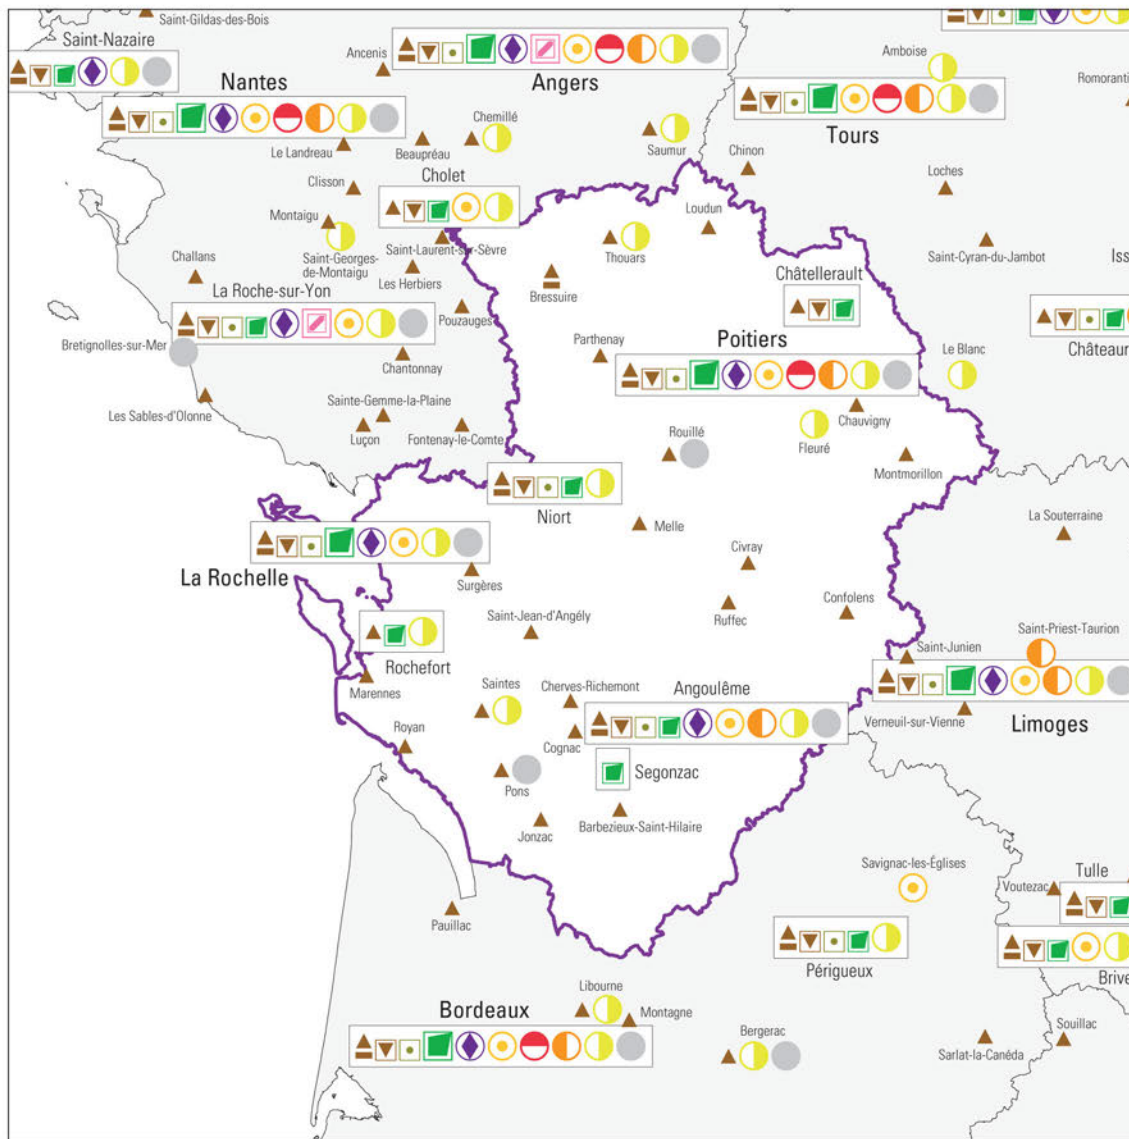 Saint-Gildas-des-Bois
Saint-Nazaire
Ancenis
Amboise
Nantes
Angers
Romoranti
Chemillé
Tours
Le Landreau
Beaupréau
Saumur
Chinon
Cholet
Loches
Clisson
Loudun
Montaigu
Saint-Laurent-sur-Sèvre
Thouars
Saint-Cyran-du-Jambot
Challans
Saint-Georges-
de-Montaigu
Iss
Les Herbiers
Châtellerault
La Roche-sur-Yon
Bressuire
Pouzauges
Bretignolles-sur-Mer
Parthenay
Poitiers
Le Blanc
Châteaur
Chantonnay
Les Sables-d'Olonne
Sainte-Gemme-la-Plaine
Chauvigny
Luçon
Fontenay-le-Comte
Rouillé
Fleuré
Montmorillon
Niort
Melle
La Souterraine
Civray
La Rochelle
Surgères
Confolens
Saint-Jean-d'Angély
Ruffec
Saint-Priest-Taurion
Rochefort
Saint-Junien
Marennes
Saintes
Cherves-Richemont
Angoulême
Royan
Cognac
Verneuil-sur-Vienne
Limoges
Segonzac
Pons
Jonzac
Barbezieux-Saint-Hilaire
Savignac-les-Églises
Tulle
Voutezac
Pauillac
Périgueux
Brive
Libourne
Bordeaux
Montagne
Bergerac
Souillac
Sarlat-la-Canéda